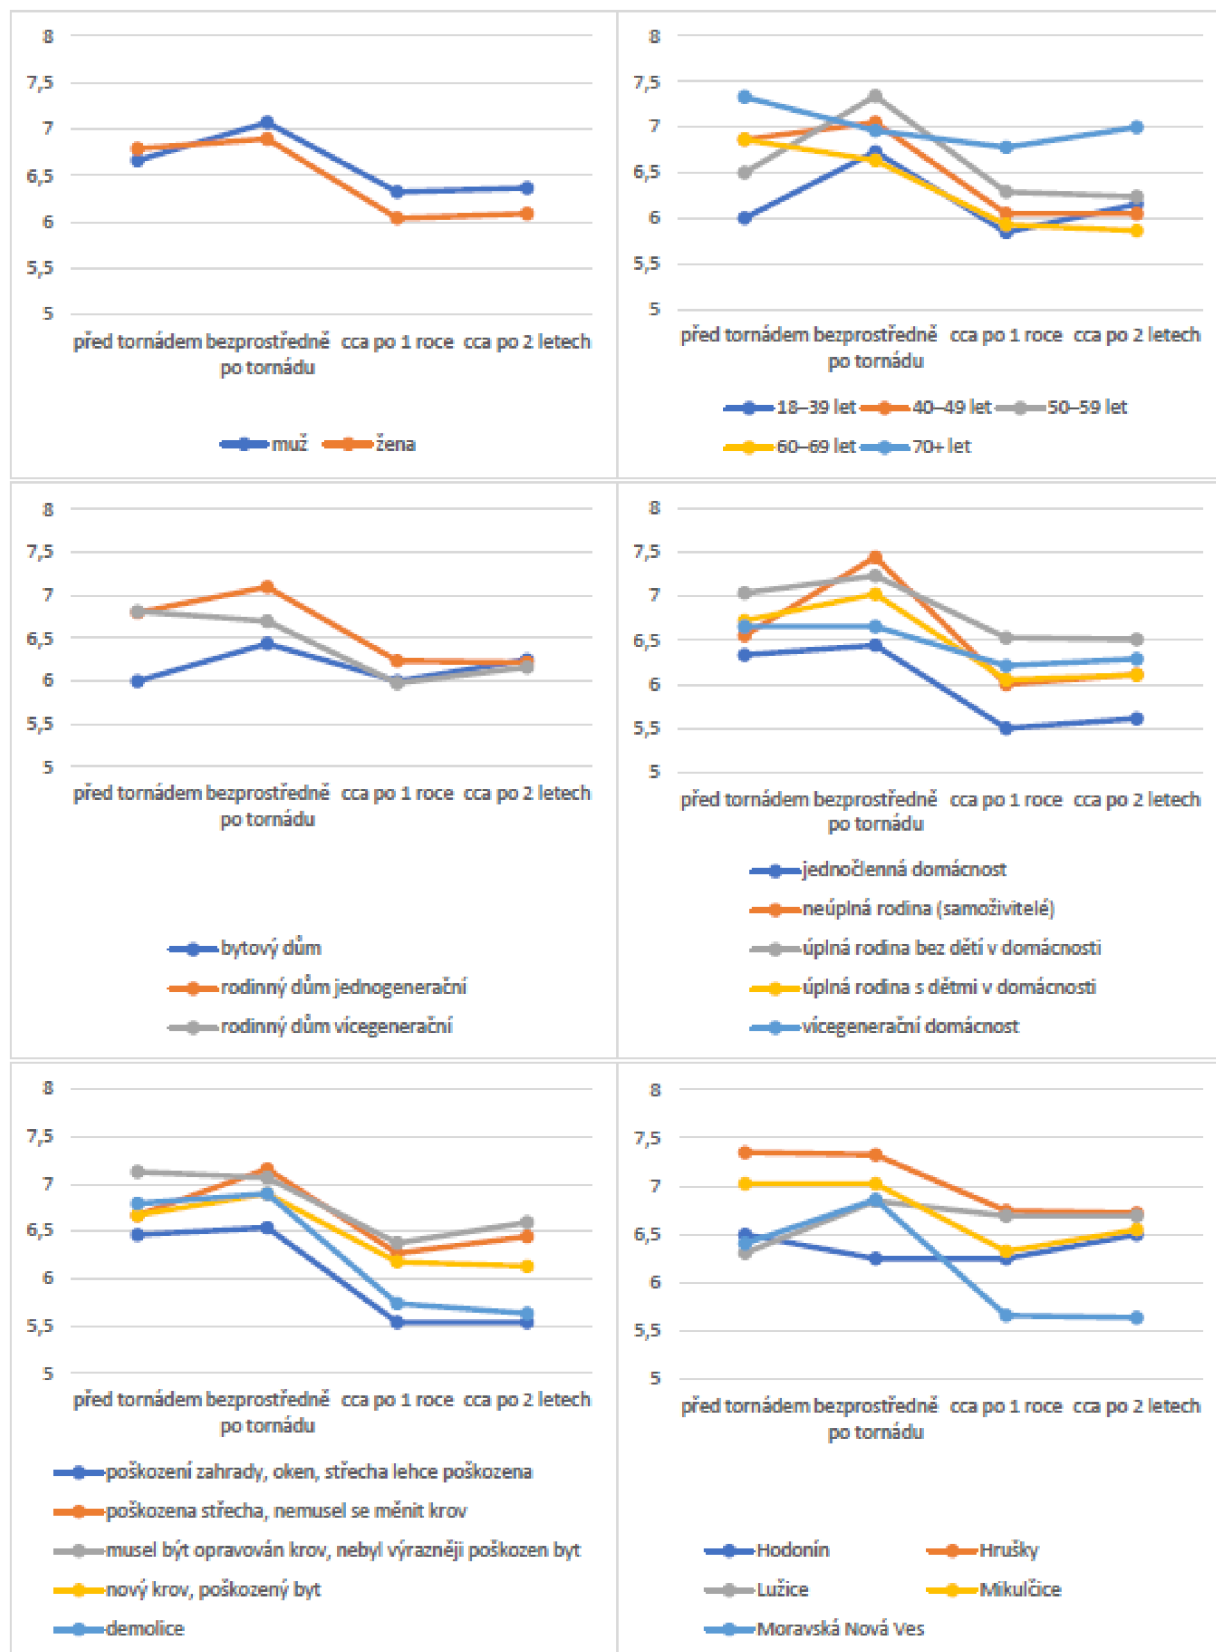 8
7,5
7
6,5
6
5,5
5
před tornádem bezprostředně cca po 1 roce cca po 2 letech
po tornádu
muž žena
8
7,5
7
6,5
6
5,5
5
před tornádem bezprostředně cca po 1 roce cca po 2 letech
po tornádu
18–39 let 40–49 let 50–59 let
60–69 let 70+ let
8
7,5
7
6,5
6
5,5
5
před tornádem bezprostředně cca po 1 roce cca po 2 letech
po tornádu
bytový dům
rodinný dům jednogenerační
rodinný dům vícegenerační
8
7,5
7
6,5
6
5,5
5
před tornádem bezprostředně cca po 1 roce cca po 2 letech
po tornádu
jednočlenná domácnost
neúplná rodina (samoživitelé)
úplná rodina bez dětí v domácnosti
úplná rodina s dětmi v domácnosti
vícegenerační domácnost
8
7,5
7
6,5
6
5,5
5
před tornádem bezprostředně cca po 1 roce cca po 2 letech
po tornádu
poškození zahrady, oken, střecha lehce poškozena
poškozena střecha, nemusel se měnit krov
musel být opravován krov, nebyl výrazněji poškozen byt
nový krov, poškozený byt
demolice
8
7,5
7
6,5
6
5,5
5
před tornádem bezprostředně cca po 1 roce cca po 2 letech
po tornádu
Hodonín Hrušky
Lužice Mikulčice
Moravská Nová Ves